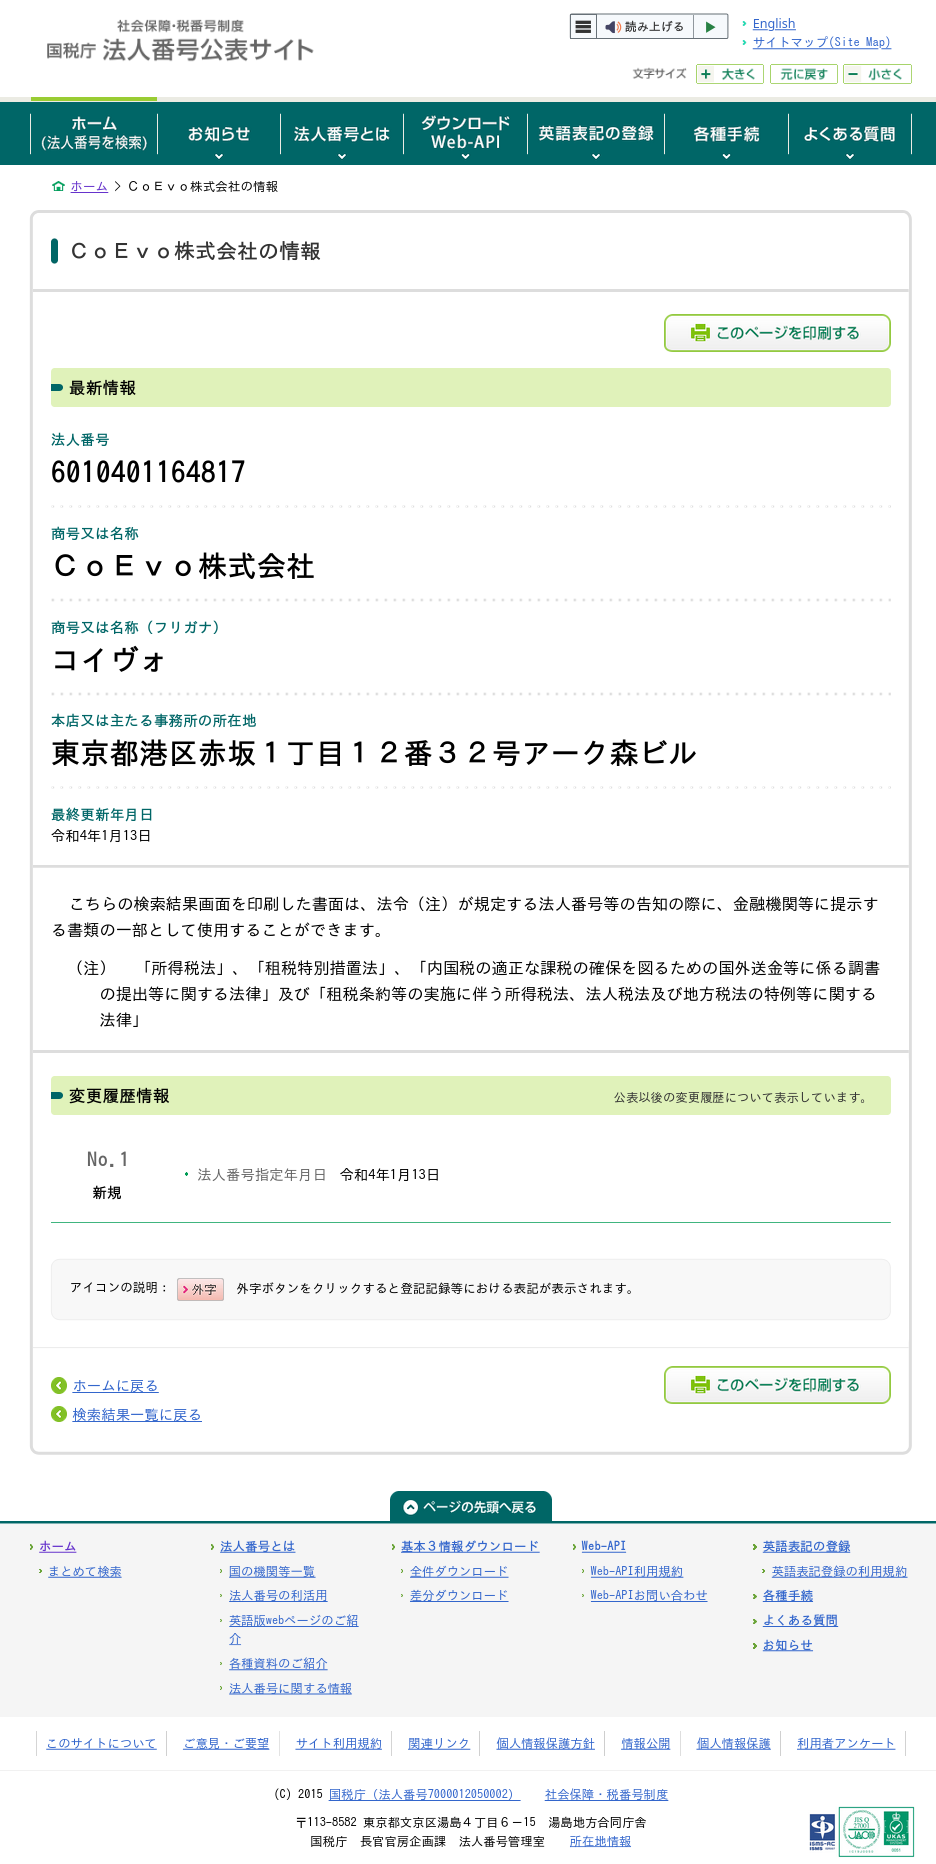 社会保障・税番号制度
国税庁 法人番号公表サイト
読み上げる
English
サイトマップ(Site Map)
文字サイズ ＋ 大きく 元に戻す － 小さく
ホーム
(法人番号を検索)
お知らせ
法人番号とは
ダウンロード
Web-API
英語表記の登録
各種手続
よくある質問
ホーム > ＣｏＥｖｏ株式会社の情報
ＣｏＥｖｏ株式会社の情報
このページを印刷する
最新情報
法人番号
6010401164817
商号又は名称
ＣｏＥｖｏ株式会社
商号又は名称（フリガナ）
コイヴォ
本店又は主たる事務所の所在地
東京都港区赤坂１丁目１２番３２号アーク森ビル
最終更新年月日
令和4年1月13日
こちらの検索結果画面を印刷した書面は、法令（注）が規定する法人番号等の告知の際に、金融機関等に提示す
る書類の一部として使用することができます。
（注）　「所得税法」、「租税特別措置法」、「内国税の適正な課税の確保を図るための国外送金等に係る調書
の提出等に関する法律」及び「租税条約等の実施に伴う所得税法、法人税法及び地方税法の特例等に関する
法律」
変更履歴情報 公表以後の変更履歴について表示しています。
No.1
新規
・法人番号指定年月日　令和4年1月13日
アイコンの説明： 外字 外字ボタンをクリックすると登記記録等における表記が表示されます。
ホームに戻る
このページを印刷する
検索結果一覧に戻る
ページの先頭へ戻る
ホーム
まとめて検索
法人番号とは
国の機関等一覧
法人番号の利活用
英語版webページのご紹
介
各種資料のご紹介
法人番号に関する情報
基本３情報ダウンロード
全件ダウンロード
差分ダウンロード
Web-API
Web-API利用規約
Web-APIお問い合わせ
英語表記の登録
英語表記登録の利用規約
各種手続
よくある質問
お知らせ
このサイトについて
ご意見・ご要望
サイト利用規約
関連リンク
個人情報保護方針
情報公開
個人情報保護
利用者アンケート
(C) 2015 国税庁（法人番号7000012050002）　社会保障・税番号制度
〒113-8582 東京都文京区湯島４丁目６－15　湯島地方合同庁舎
国税庁　長官官房企画課　法人番号管理室　所在地情報
ISMS-AC
ISMS
JIS Q
27001
JACO
UKAS